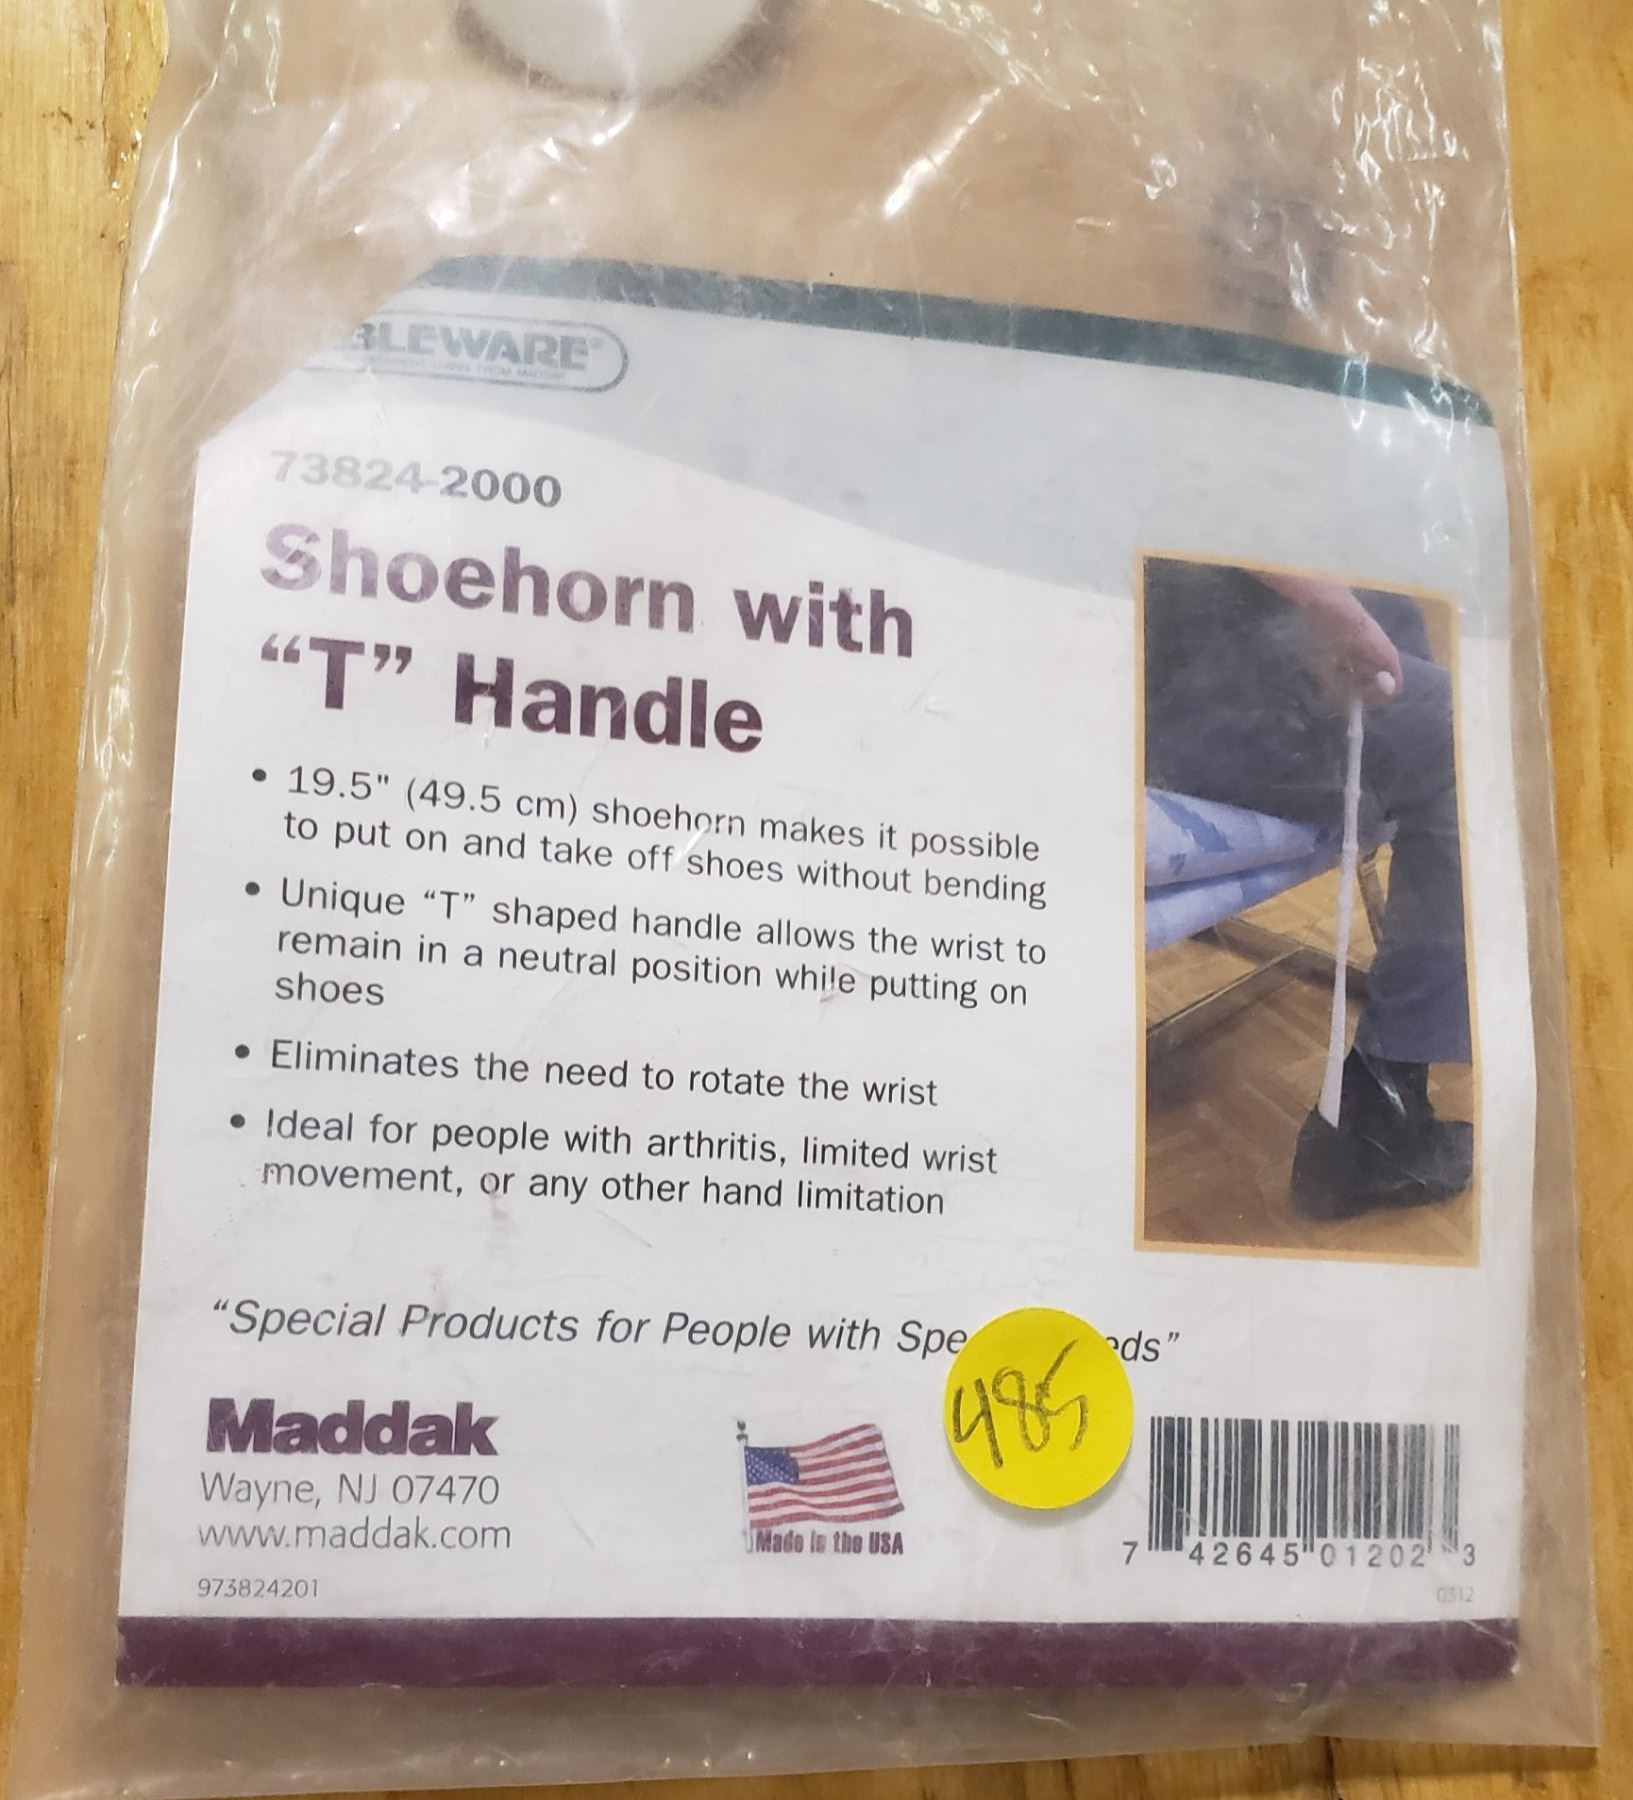 BLEWARE®
73824-2000
Shoehorn with
“T” Handle
• 19.5" (49.5 cm) shoehorn makes it possible
to put on and take off shoes without bending
• Unique “T” shaped handle allows the wrist to
remain in a neutral position while putting on
shoes
• Eliminates the need to rotate the wrist
• Ideal for people with arthritis, limited wrist
movement, or any other hand limitation
“Special Products for People with Spe eds”
485
Maddak
Wayne, NJ 07470
www.maddak.com
973824201
Made in the USA
7 42645 01202 3
0312